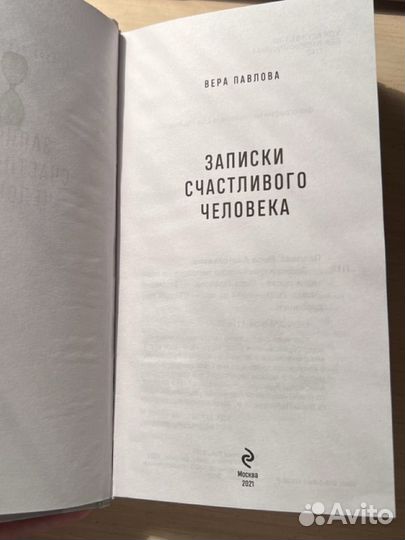 ВЕРА ПАВЛОВА
ЗАПИСКИ
СЧАСТЛИВОГО
ЧЕЛОВЕКА
Москва
2021
Avito